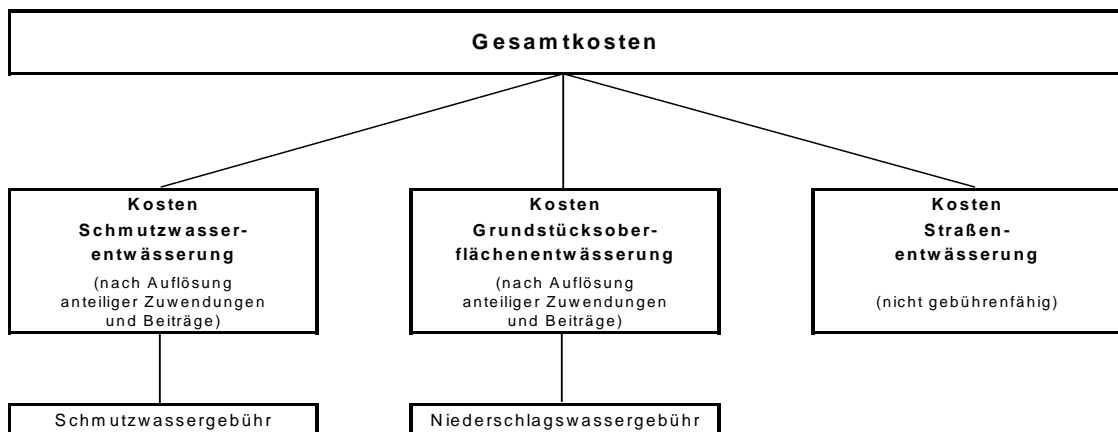 Gesamtkosten
Kosten
Schmutzwasser-
entwässerung
(nach Auflösung
anteiliger Zuwendungen
und Beiträge)
Kosten
Grundstücksober-
flächenentwässerung
(nach Auflösung
anteiliger Zuwendungen
und Beiträge)
Kosten
Straßen-
entwässerung
(nicht gebührenfähig)
Schmutzwassergebühr
Niederschlagswassergebühr